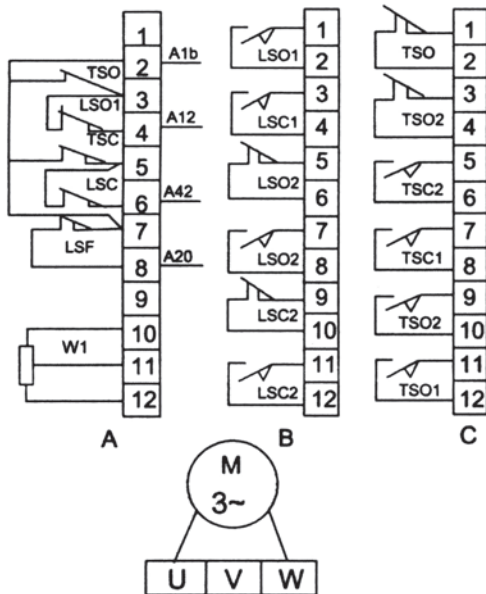 1
2 A1b
TSO
3
LSO1
4 A12
TSC
5
LSC
6 A42
7
LSF
8 A20
9
10
W1
11
12
A
1
LSO1
2
3
LSC1
4
5
LSO2
6
7
LSO2
8
9
LSC2
10
11
LSC2
12
B
1
TSO
2
3
TSO2
4
5
TSC2
6
7
TSC1
8
9
TSO2
10
11
TSO1
12
C
M
3~
U V W